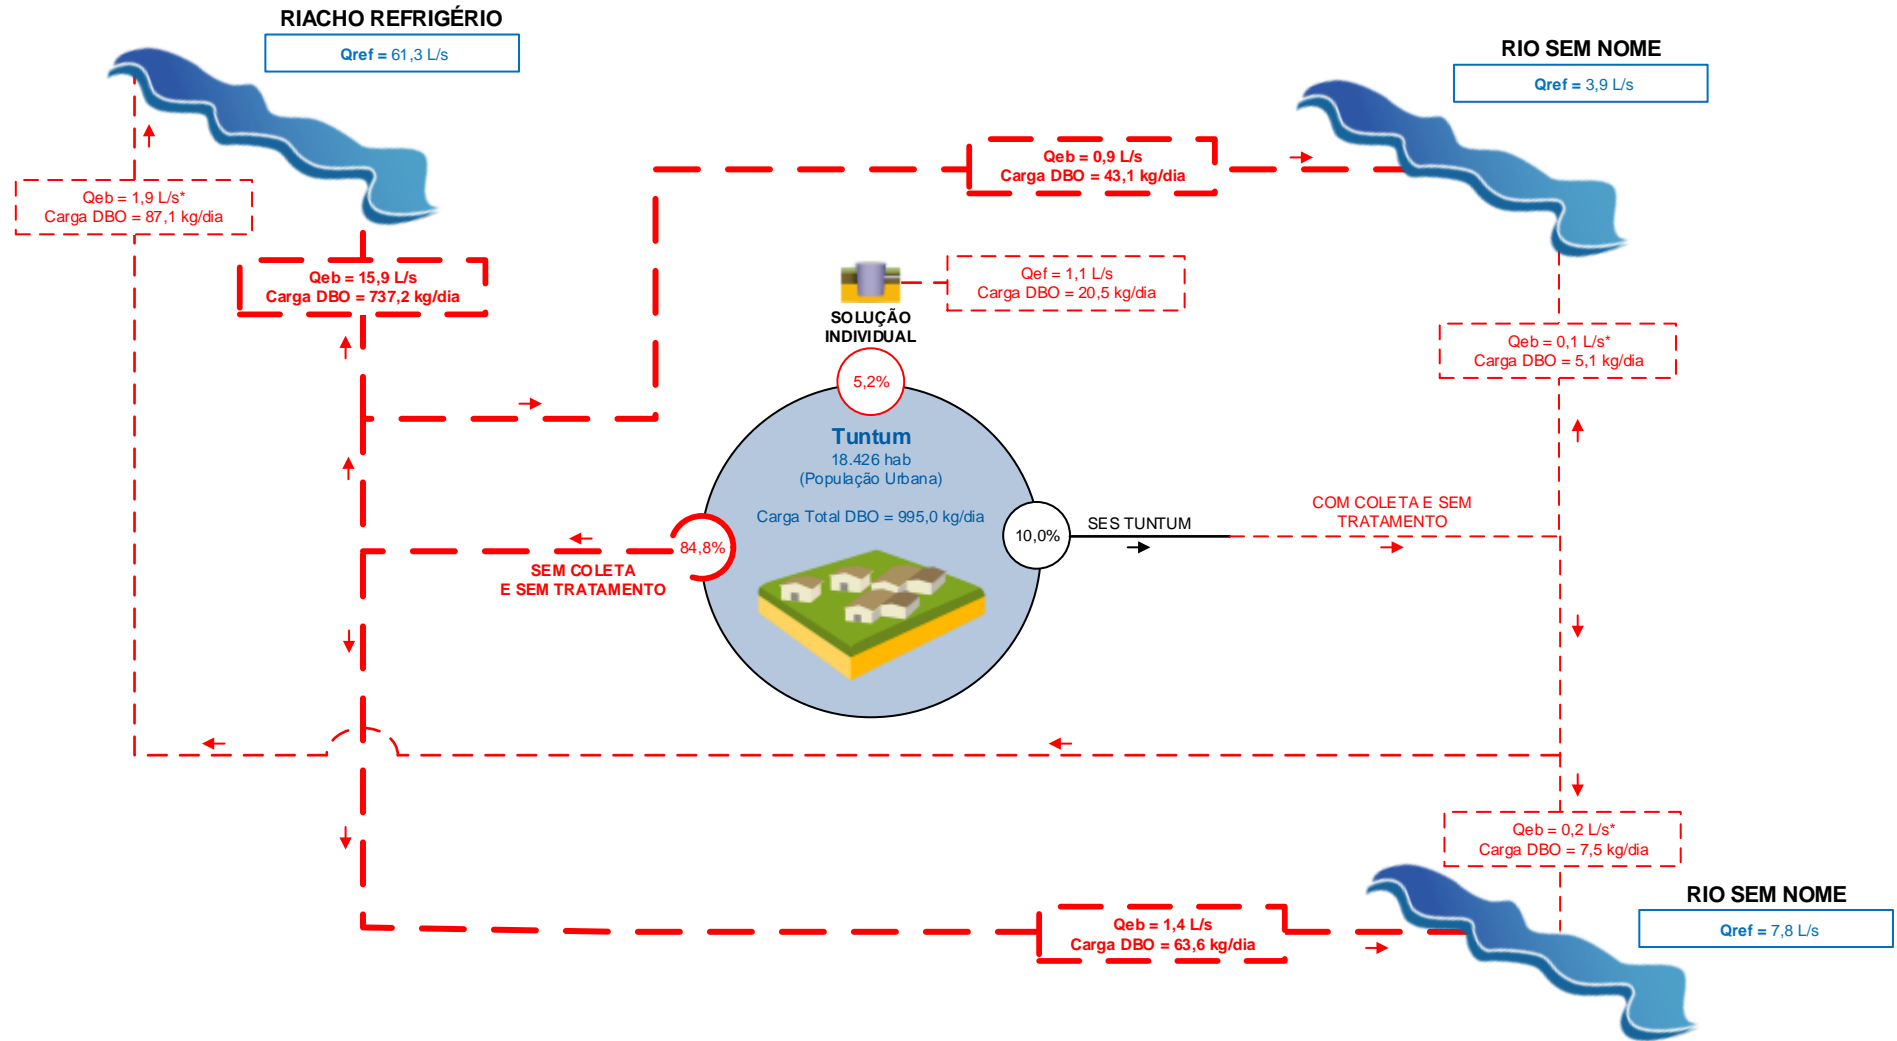 RIACHO REFRIGÉRIO
Qref = 61,3 L/s
RIO SEM NOME
Qref = 3,9 L/s
Qeb = 0,9 L/s
Carga DBO = 43,1 kg/dia
Qeb = 1,9 L/s*
Carga DBO = 87,1 kg/dia
Qeb = 15,9 L/s
Carga DBO = 737,2 kg/dia
Qef = 1,1 L/s
Carga DBO = 20,5 kg/dia
SOLUÇÃO
INDIVIDUAL
5,2%
Qeb = 0,1 L/s*
Carga DBO = 5,1 kg/dia
Tuntum
18.426 hab
(População Urbana)
Carga Total DBO = 995,0 kg/dia
84,8%
SEM COLETA
E SEM TRATAMENTO
10,0%
SES TUNTUM
COM COLETA E SEM
TRATAMENTO
Qeb = 0,2 L/s*
Carga DBO = 7,5 kg/dia
RIO SEM NOME
Qref = 7,8 L/s
Qeb = 1,4 L/s
Carga DBO = 63,6 kg/dia